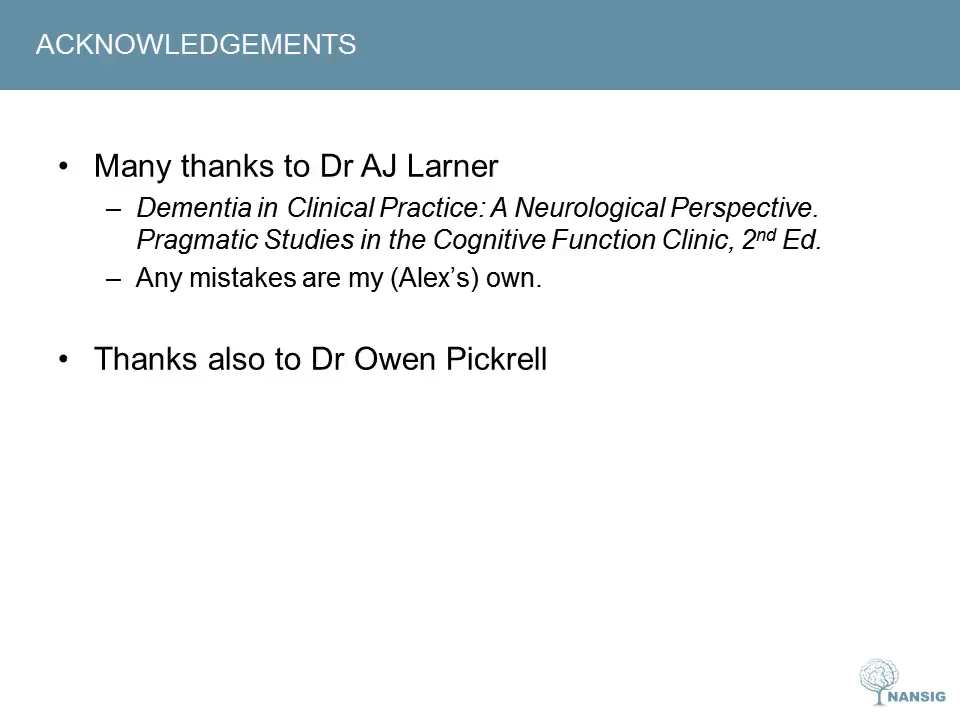 ACKNOWLEDGEMENTS
• Many thanks to Dr AJ Larner
– Dementia in Clinical Practice: A Neurological Perspective.
Pragmatic Studies in the Cognitive Function Clinic, 2nd Ed.
– Any mistakes are my (Alex’s) own.
• Thanks also to Dr Owen Pickrell
NANSIG